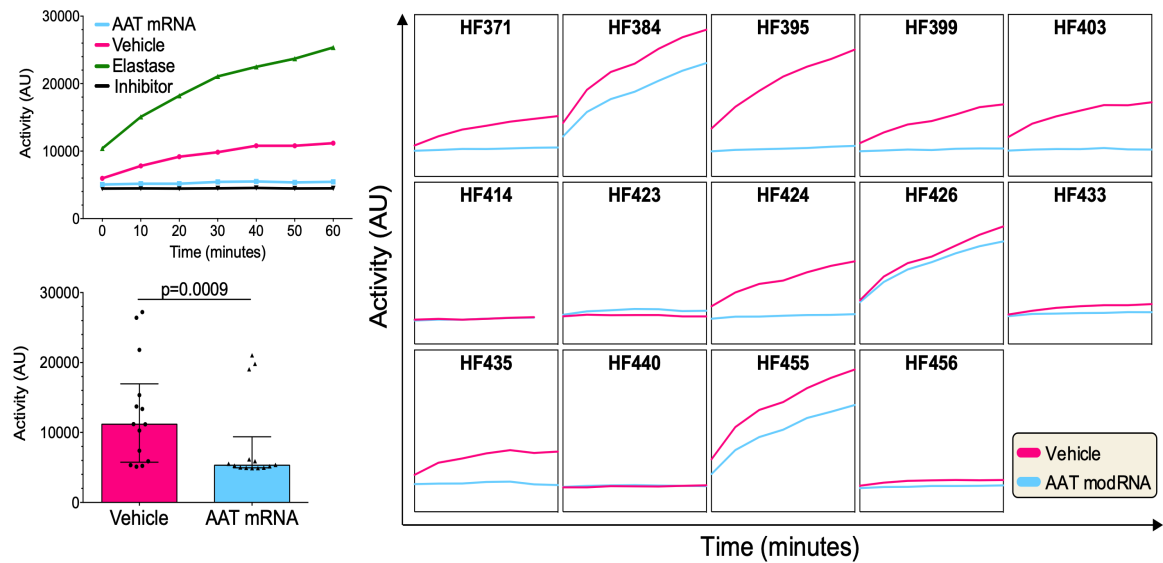 30000
20000
10000
0
Activity (AU)
AAT mRNA
Vehicle
Elastase
Inhibitor
0 10 20 30 40 50 60
Time (minutes)
p=0.0009
30000
20000
10000
0
Activity (AU)
Vehicle AAT mRNA
Activity (AU)
HF371 HF384 HF395 HF399 HF403
HF414 HF423 HF424 HF426 HF433
HF435 HF440 HF455 HF456
Vehicle
AAT modRNA
Time (minutes)